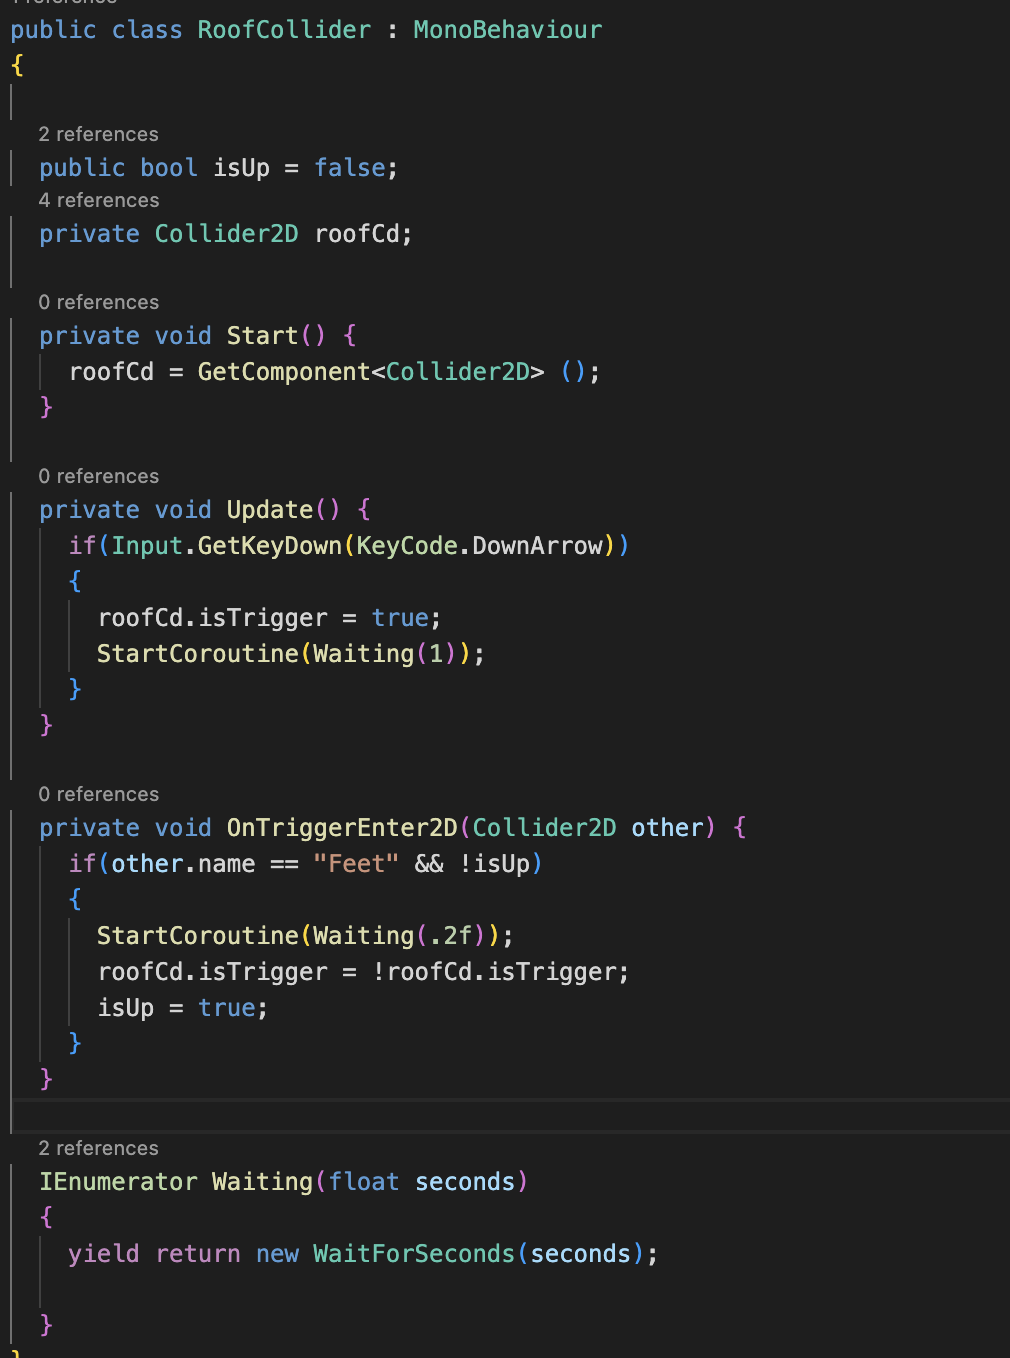 public class RoofCollider : MonoBehaviour
{
2 references
public bool isUp = false;
4 references
private Collider2D roofCd;
0 references
private void Start() {
roofCd = GetComponent<Collider2D> ();
}
0 references
private void Update() {
if(Input.GetKeyDown(KeyCode.DownArrow))
{
roofCd.isTrigger = true;
StartCoroutine(Waiting(1));
}
}
0 references
private void OnTriggerEnter2D(Collider2D other) {
if(other.name == "Feet" && !isUp)
{
StartCoroutine(Waiting(.2f));
roofCd.isTrigger = !roofCd.isTrigger;
isUp = true;
}
}
2 references
IEnumerator Waiting(float seconds)
{
yield return new WaitForSeconds(seconds);
}
}